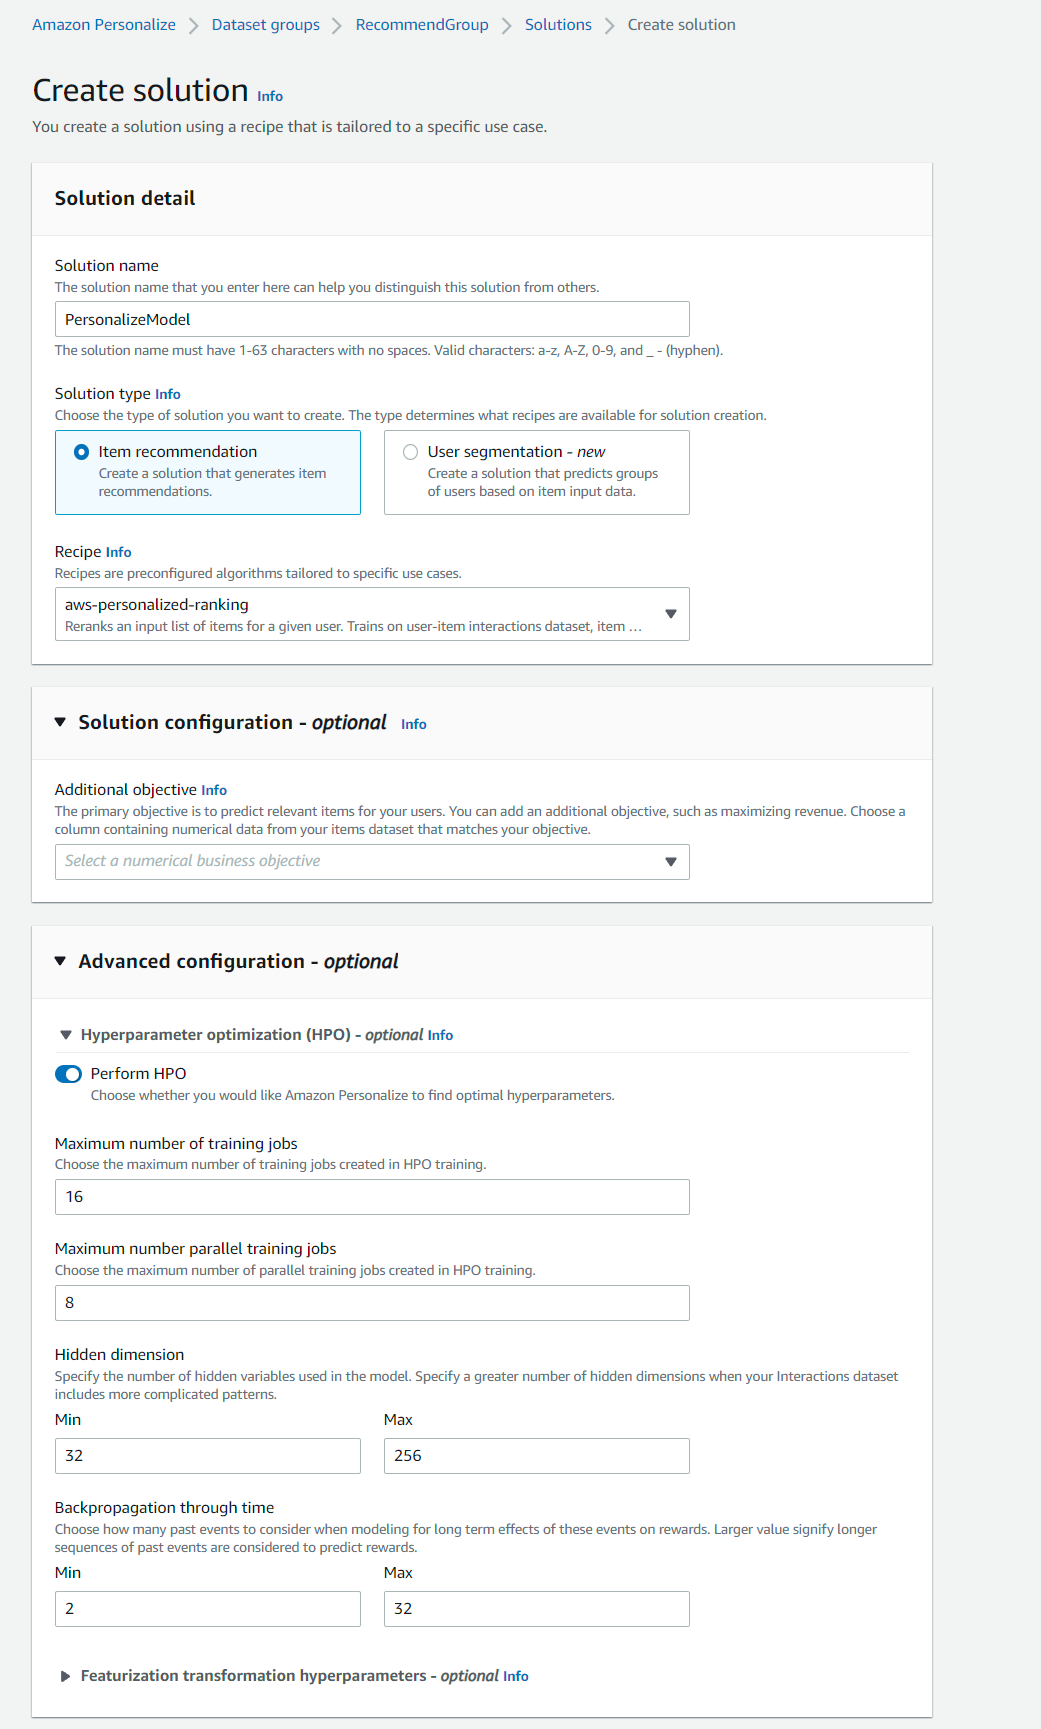 Amazon Personalize > Dataset groups > RecommendGroup > Solutions > Create solution
Create solution Info
You create a solution using a recipe that is tailored to a specific use case.
Solution detail
Solution name
The solution name that you enter here can help you distinguish this solution from others.
PersonalizeModel
The solution name must have 1-63 characters with no spaces. Valid characters: a-z, A-Z, 0-9, and _ - (hyphen).
Solution type Info
Choose the type of solution you want to create. The type determines what recipes are available for solution creation.
Item recommendation
Create a solution that generates item
recommendations.
User segmentation - new
Create a solution that predicts groups
of users based on item input data.
Recipe Info
Recipes are preconfigured algorithms tailored to specific use cases.
aws-personalized-ranking
Reranks an input list of items for a given user. Trains on user-item interactions dataset, item ...
Solution configuration - optional Info
Additional objective Info
The primary objective is to predict relevant items for your users. You can add an additional objective, such as maximizing revenue. Choose a
column containing numerical data from your items dataset that matches your objective.
Select a numerical business objective
Advanced configuration - optional
Hyperparameter optimization (HPO) - optional Info
Perform HPO
Choose whether you would like Amazon Personalize to find optimal hyperparameters.
Maximum number of training jobs
Choose the maximum number of training jobs created in HPO training.
16
Maximum number parallel training jobs
Choose the maximum number of parallel training jobs created in HPO training.
8
Hidden dimension
Specify the number of hidden variables used in the model. Specify a greater number of hidden dimensions when your Interactions dataset
includes more complicated patterns.
Min Max
32 256
Backpropagation through time
Choose how many past events to consider when modeling for long term effects of these events on rewards. Larger value signify longer
sequences of past events are considered to predict rewards.
Min Max
2 32
Featurization transformation hyperparameters - optional Info